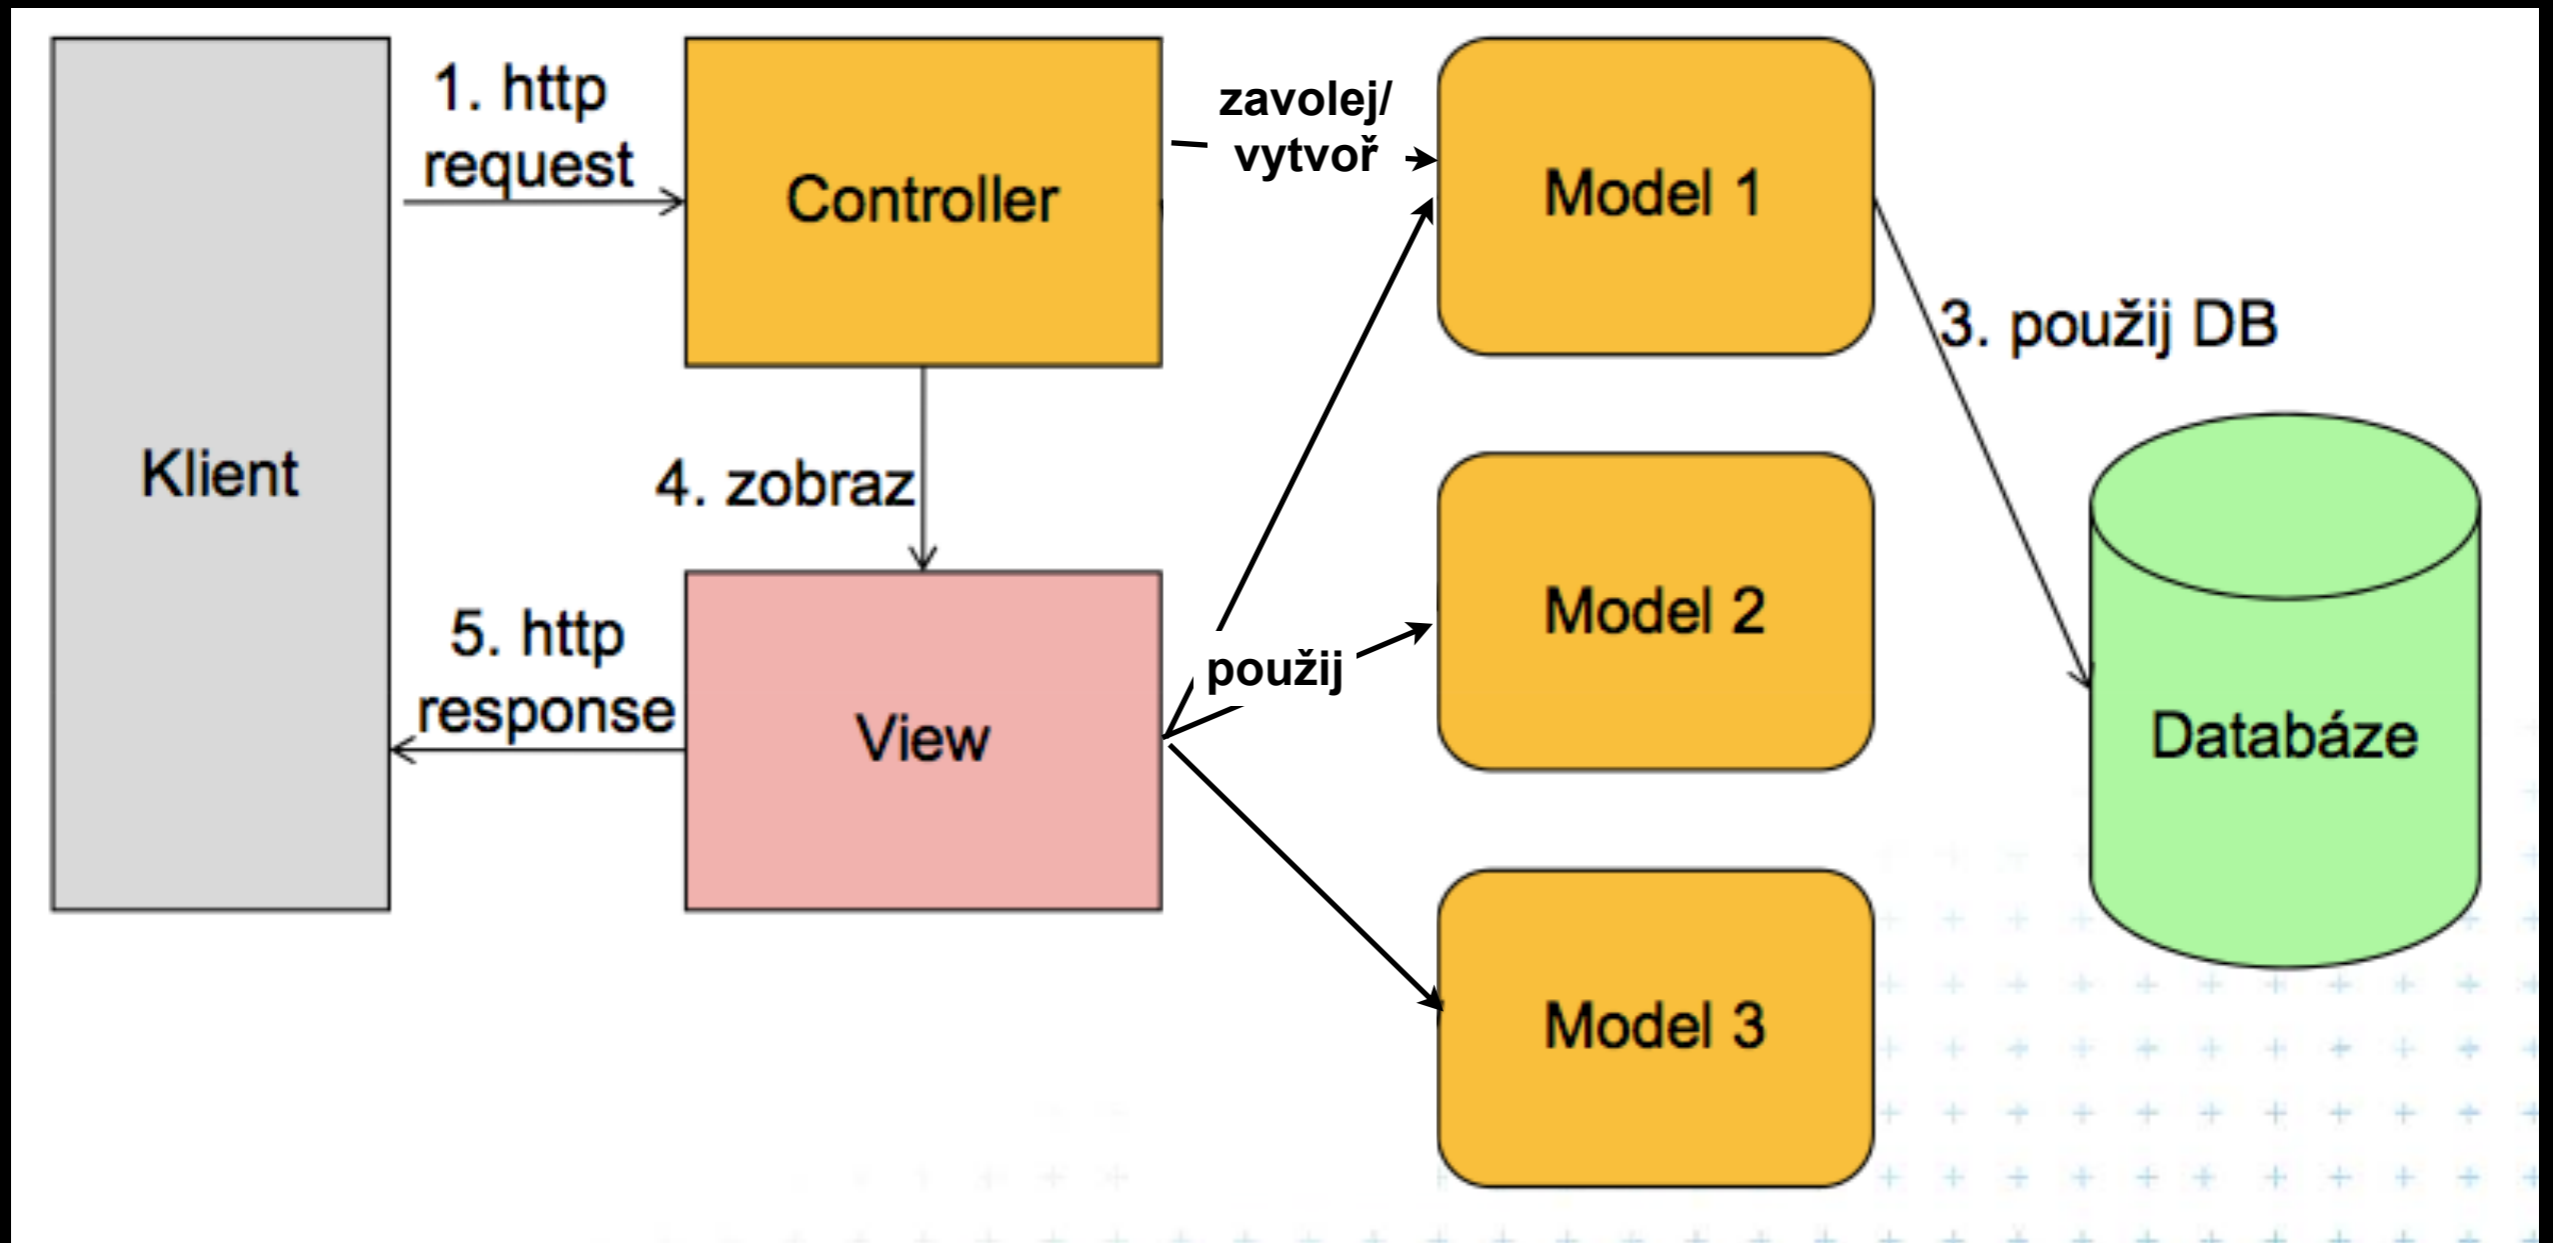 1. http
request
Controller
zavolej/
vytvoř
Model 1
3. použij DB
Klient
4. zobraz
5. http
response
View
použij
Model 2
Databáze
Model 3